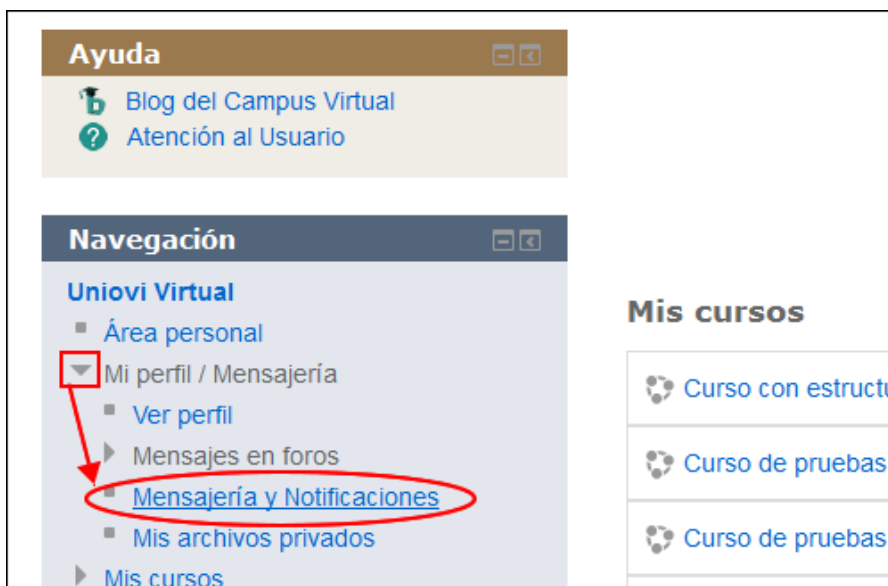 Ayuda
Blog del Campus Virtual
Atención al Usuario
Navegación
Uniovi Virtual
Área personal
Mi perfil / Mensajería
Ver perfil
Mensajes en foros
Mensajería y Notificaciones
Mis archivos privados
Mis cursos
Mis cursos
Curso con
Curso de pruebas
Curso de pruebas